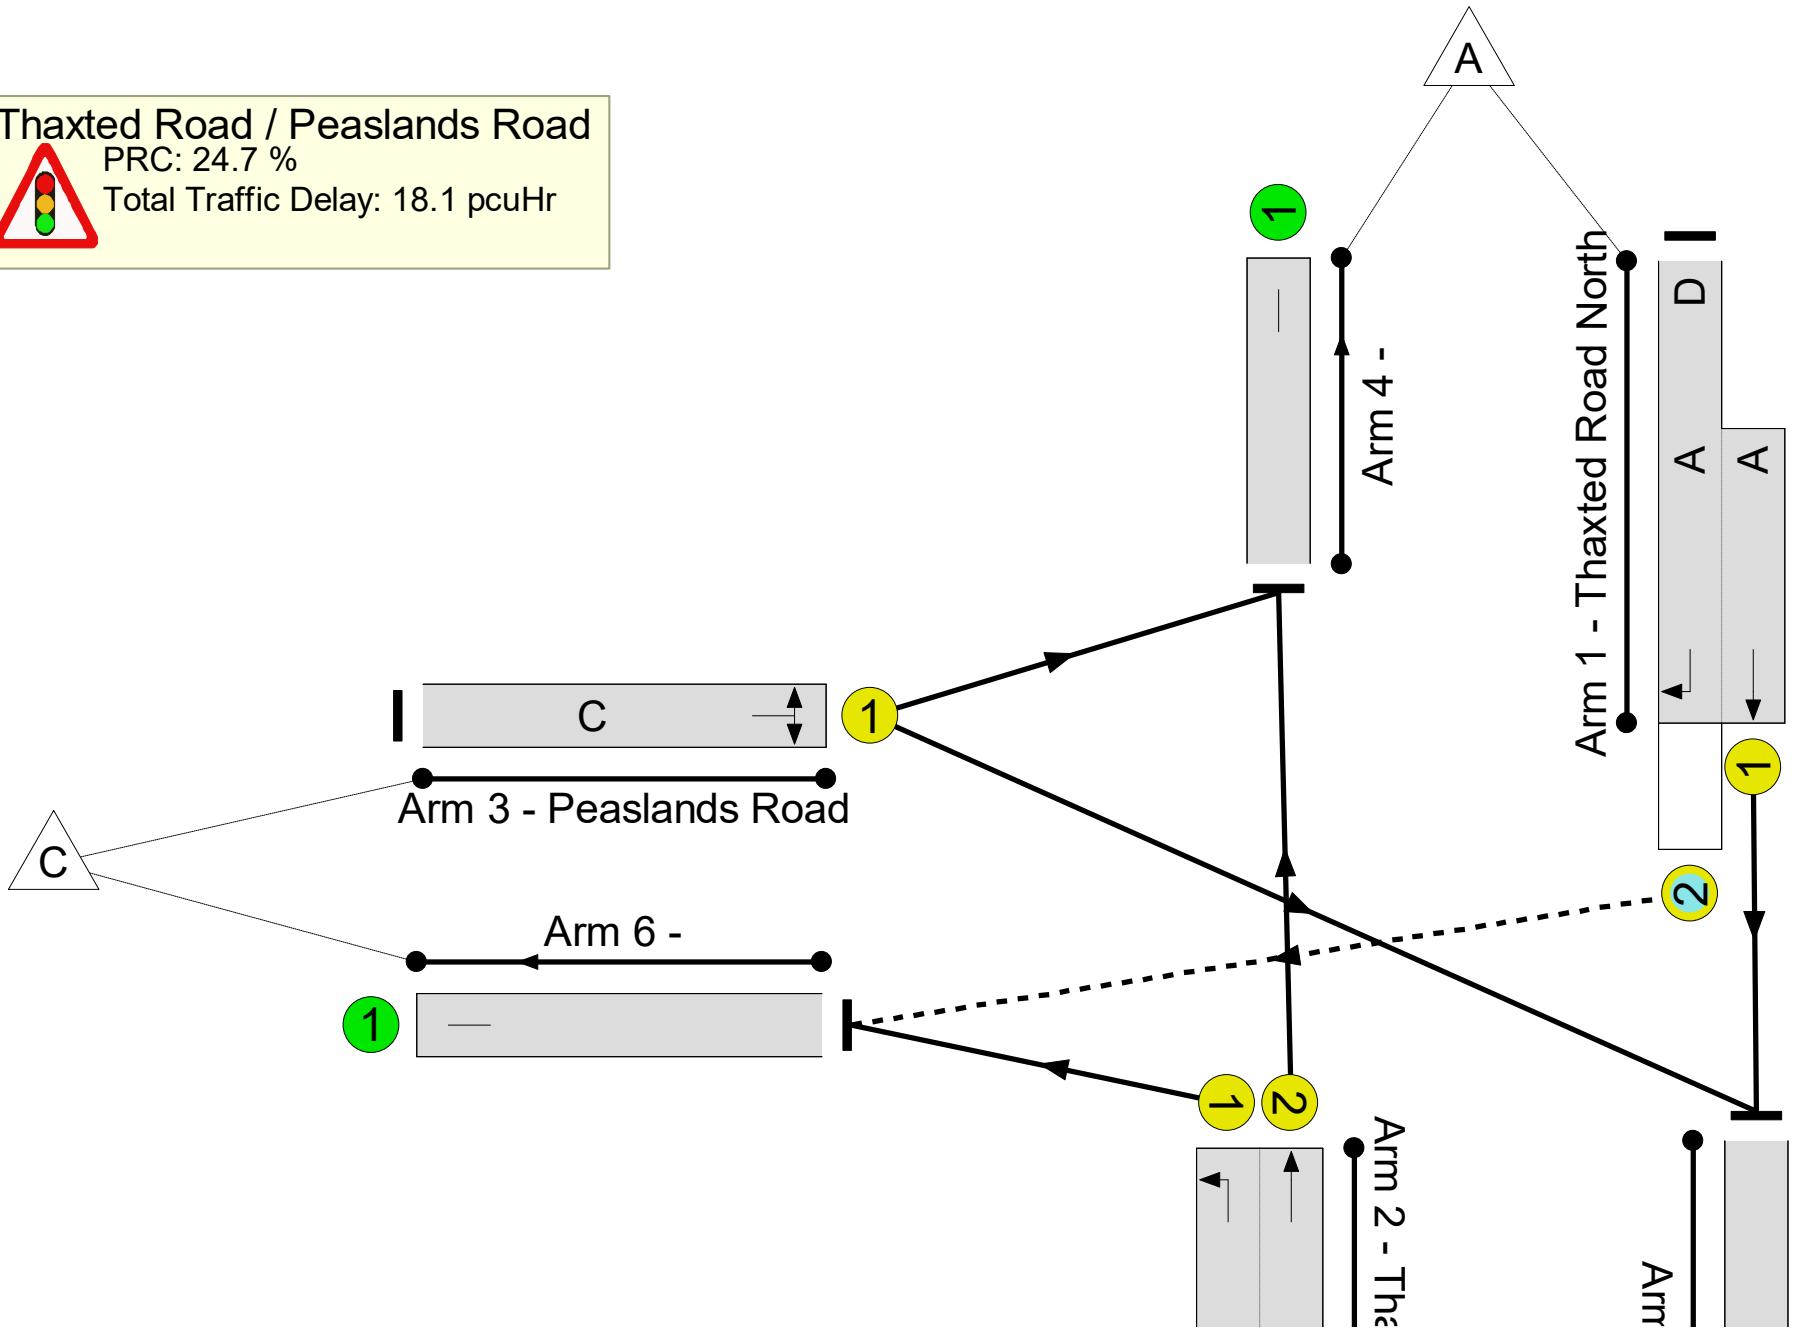 Thaxted Road / Peaslands Road
PRC: 24.7 %
Total Traffic Delay: 18.1 pcuHr
A
1
Arm 4 -
Arm 1 - Thaxted Road North
D
A
A
C
1
Arm 3 - Peaslands Road
1
C
2
Arm 6 -
1
1
2
Arm 2 - Tha
Arm